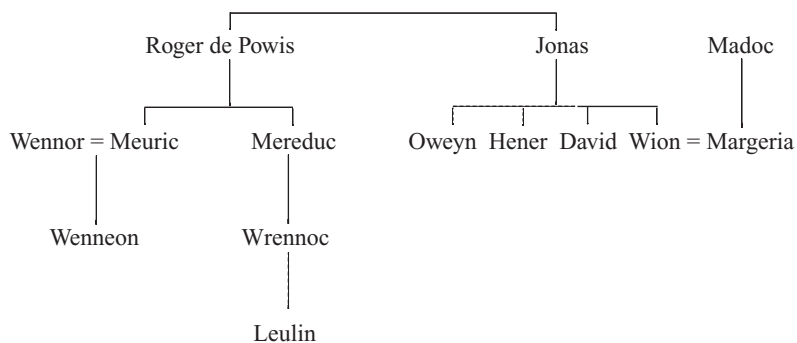 Roger de Powis Jonas Madoc
Wennor = Meuric Mereduc Oweyn Hener David Wion = Margeria
Wenneon Wrennoc
Leulin